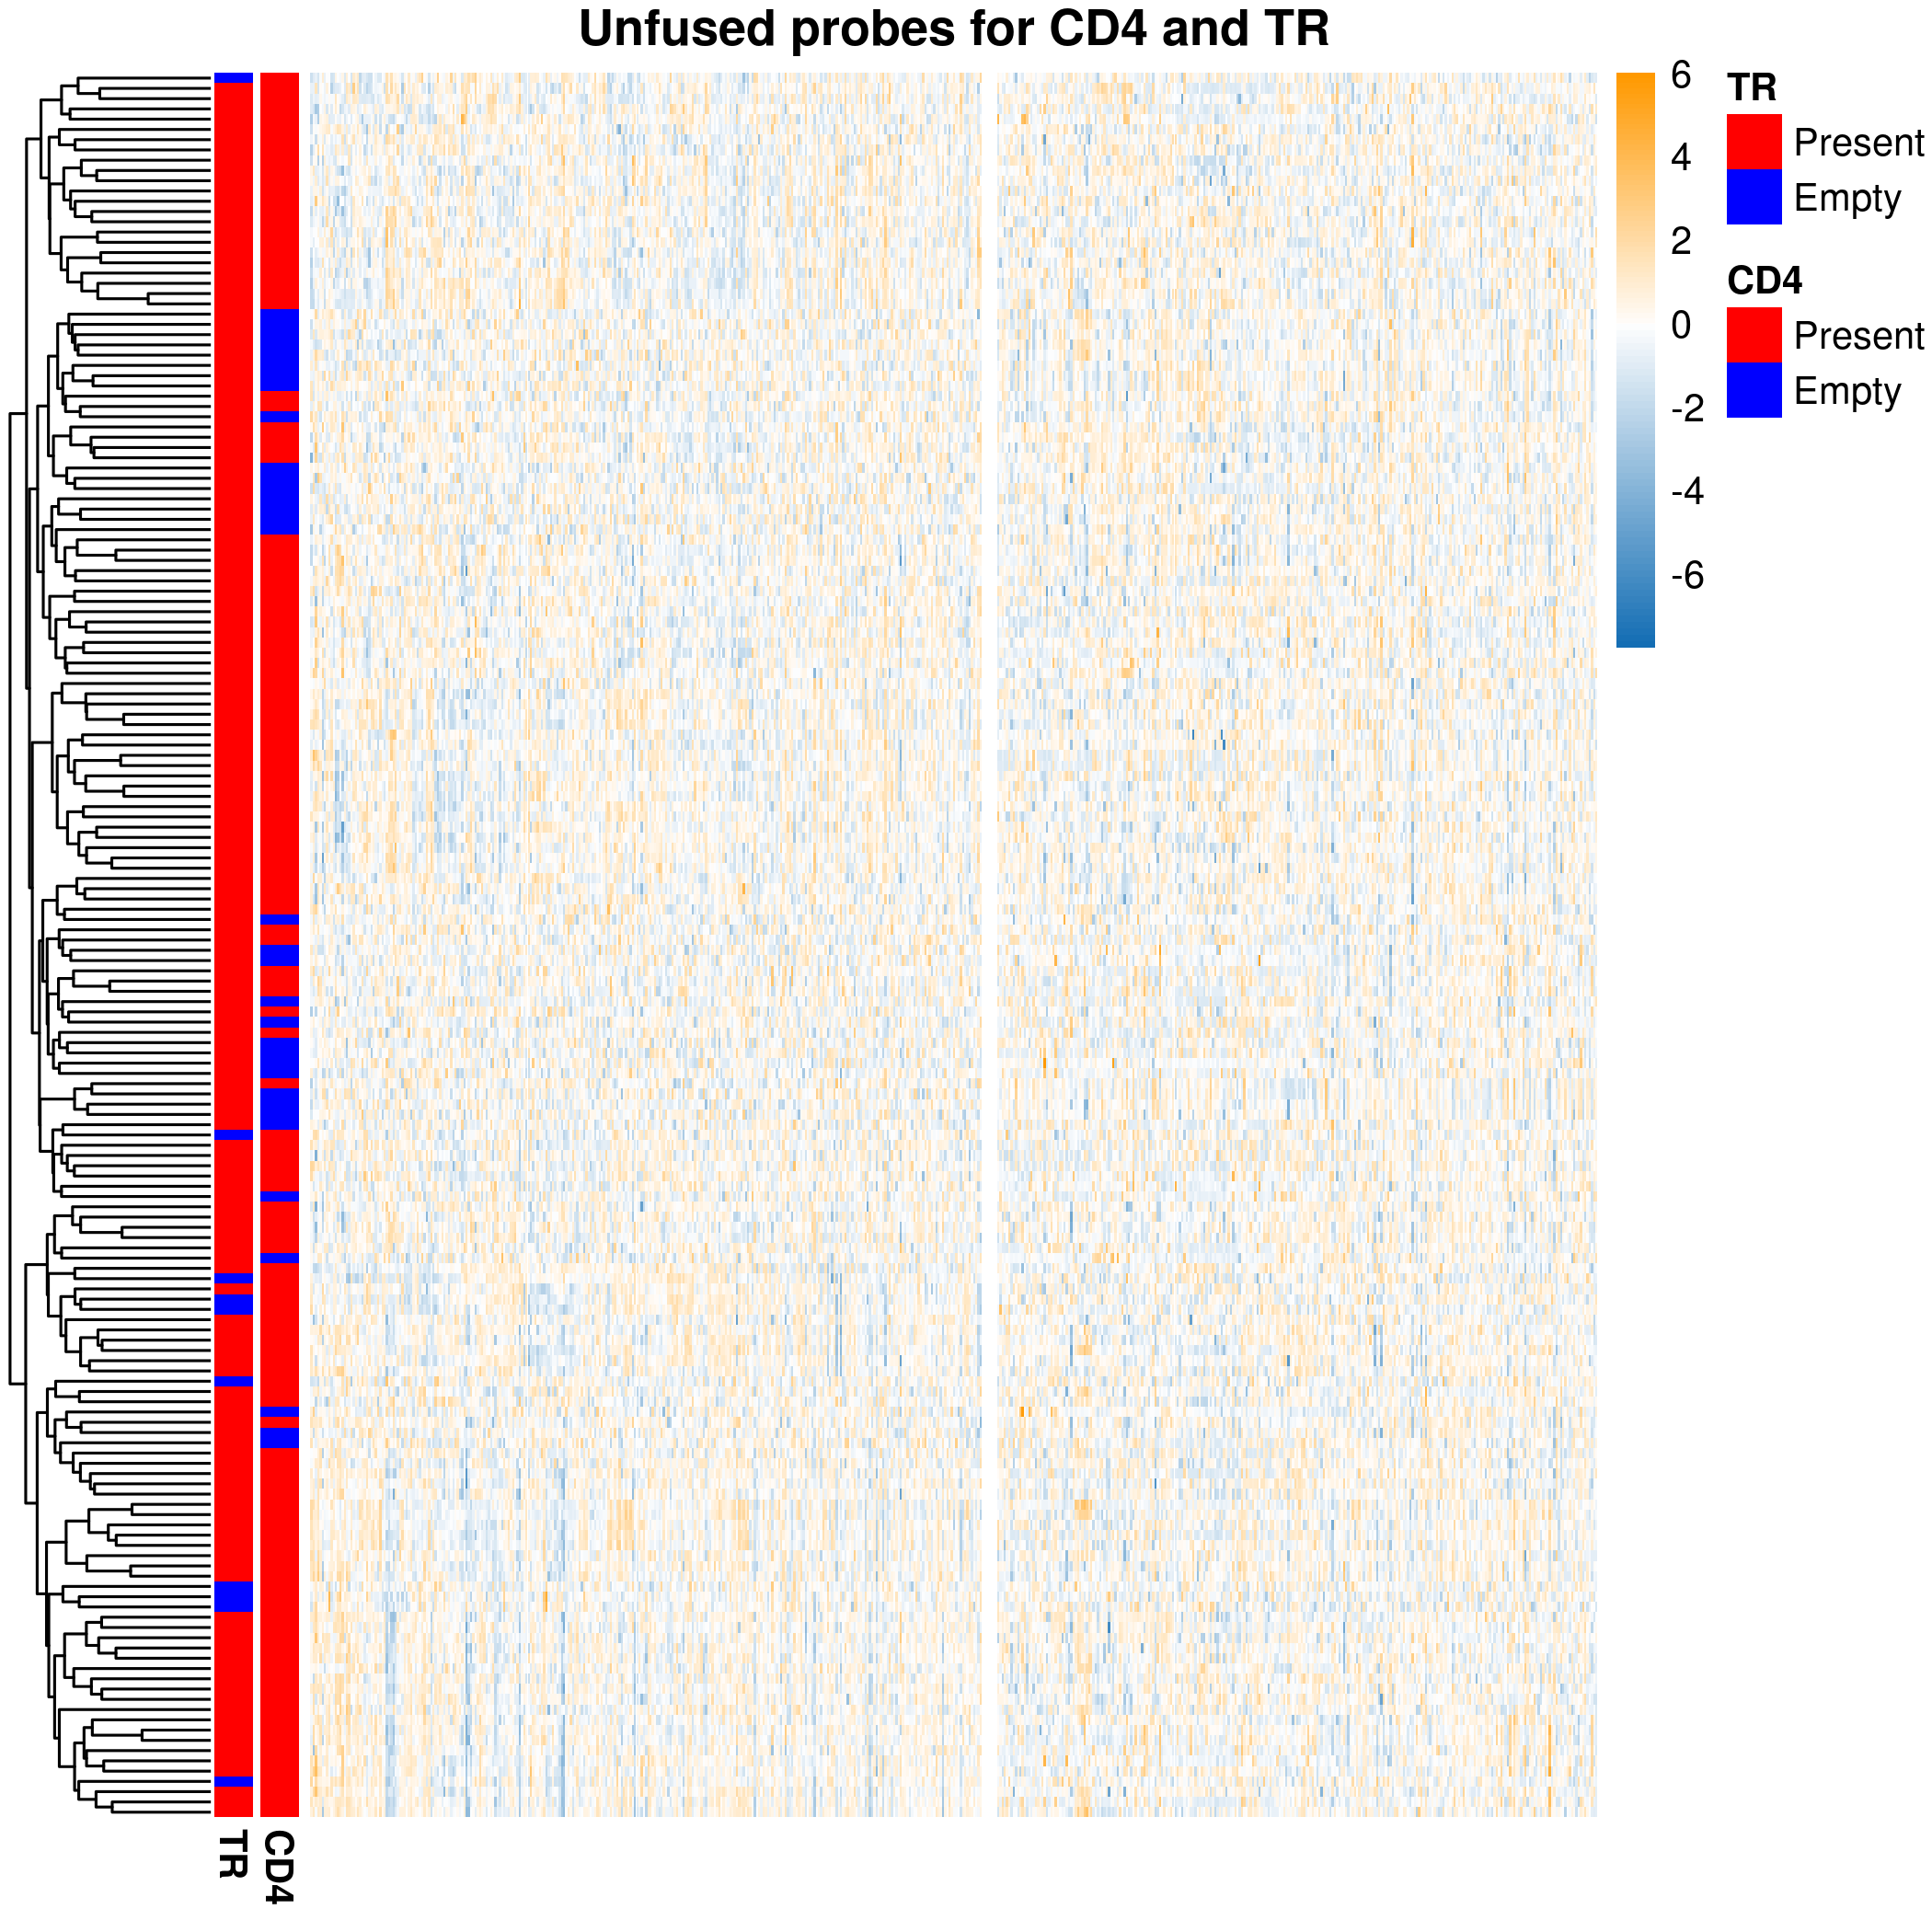 Unfused probes for CD4 and TR
6
4
2
0
-2
-4
-6
TR
Present
Empty
CD4
Present
Empty
TR
CD4